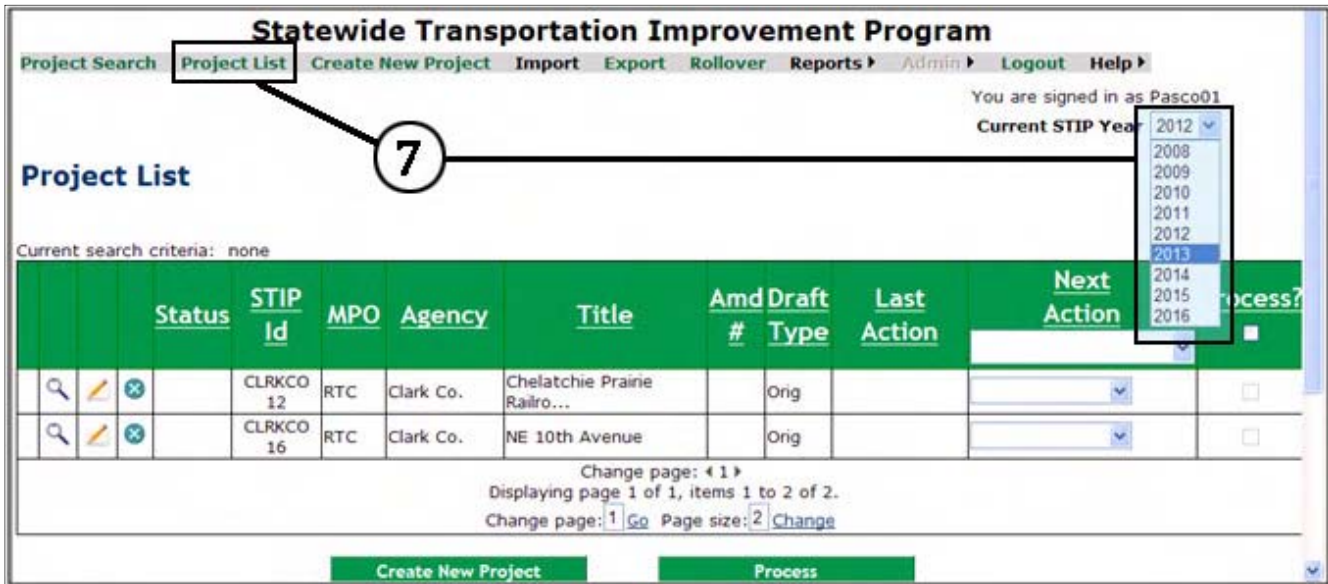 Statewide Transportation Improvement Program
Project Search Project List Create New Project Import Export Rollover Reports Admin Logout Help
You are signed in as Pasco01
Current STIP Year 2012
2008
2009
2010
2011
2012
2013
2014
2015
2016
7
Project List
Current search criteria: none
Status STIP Id MPO Agency Title Amd # Draft Type Last Action Next Action ocess?
CLRKCO 12 RTC Clark Co. Chelatchie Prairie Railro... Orig
CLRKCO 16 RTC Clark Co. NE 10th Avenue Orig
Change page: 1
Displaying page 1 of 1, items 1 to 2 of 2.
Change page: 1 Go Page size: 2 Change
Create New Project Process